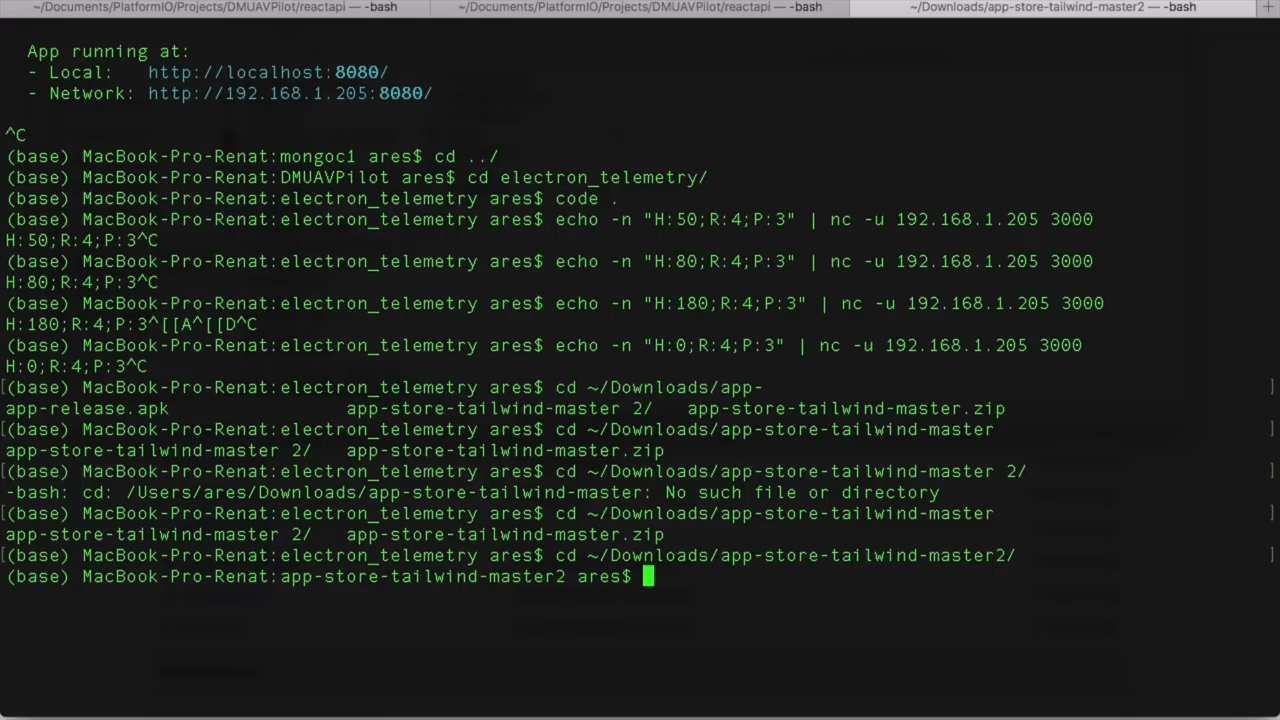 ~/Documents/PlatformIO/Projects/DMUAVPilot/reactapi — -bash
~/Documents/PlatformIO/Projects/DMUAVPilot/reactapi — -bash
~/Downloads/app-store-tailwind-master2 — -bash
+
App running at:
- Local:   http://localhost:8080/
- Network: http://192.168.1.205:8080/
^C
(base) MacBook-Pro-Renat:mongoc1 ares$ cd ../
(base) MacBook-Pro-Renat:DMUAVPilot ares$ cd electron_telemetry/
(base) MacBook-Pro-Renat:electron_telemetry ares$ code .
(base) MacBook-Pro-Renat:electron_telemetry ares$ echo -n "H:50;R:4;P:3" | nc -u 192.168.1.205 3000
H:50;R:4;P:3^C
(base) MacBook-Pro-Renat:electron_telemetry ares$ echo -n "H:80;R:4;P:3" | nc -u 192.168.1.205 3000
H:80;R:4;P:3^C
(base) MacBook-Pro-Renat:electron_telemetry ares$ echo -n "H:180;R:4;P:3" | nc -u 192.168.1.205 3000
H:180;R:4;P:3^[[A^[[D^C
(base) MacBook-Pro-Renat:electron_telemetry ares$ echo -n "H:0;R:4;P:3" | nc -u 192.168.1.205 3000
H:0;R:4;P:3^C
[(base) MacBook-Pro-Renat:electron_telemetry ares$ cd ~/Downloads/app- ]
app-release.apk                app-store-tailwind-master 2/   app-store-tailwind-master.zip
[(base) MacBook-Pro-Renat:electron_telemetry ares$ cd ~/Downloads/app-store-tailwind-master ]
app-store-tailwind-master 2/   app-store-tailwind-master.zip
[(base) MacBook-Pro-Renat:electron_telemetry ares$ cd ~/Downloads/app-store-tailwind-master 2/ ]
-bash: cd: /Users/ares/Downloads/app-store-tailwind-master: No such file or directory
[(base) MacBook-Pro-Renat:electron_telemetry ares$ cd ~/Downloads/app-store-tailwind-master ]
app-store-tailwind-master 2/   app-store-tailwind-master.zip
[(base) MacBook-Pro-Renat:electron_telemetry ares$ cd ~/Downloads/app-store-tailwind-master2/ ]
(base) MacBook-Pro-Renat:app-store-tailwind-master2 ares$